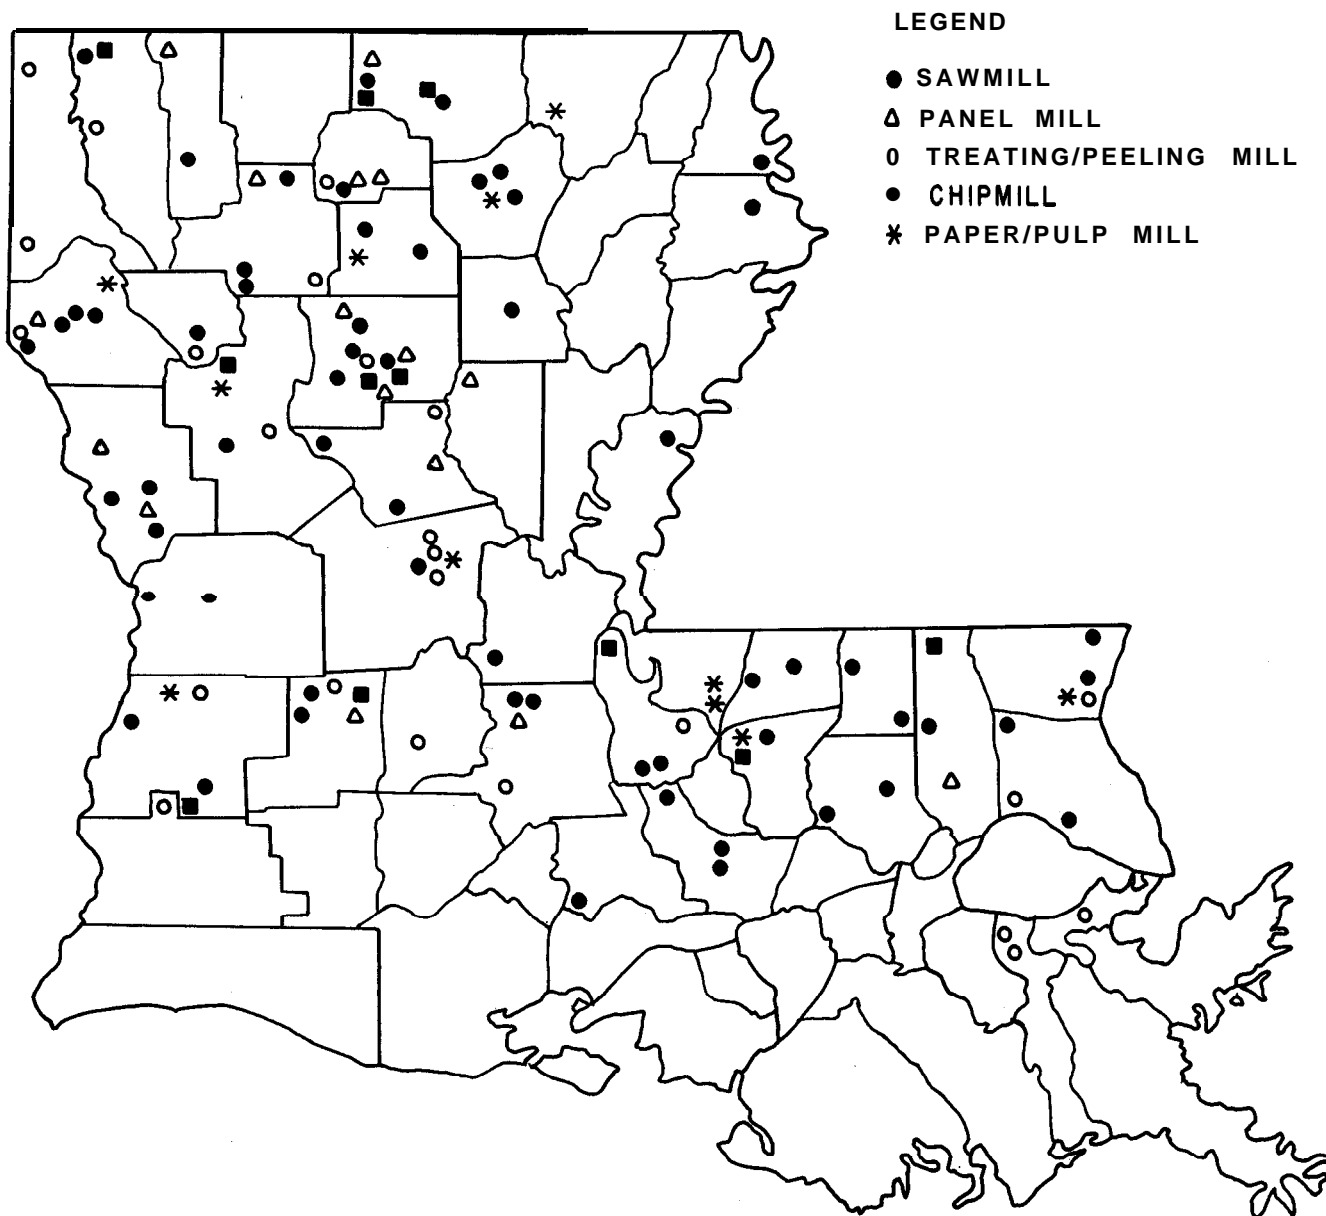 LEGEND
● SAWMILL
△ PANEL MILL
0 TREATING/PEELING MILL
● CHIPMILL
* PAPER/PULP MILL